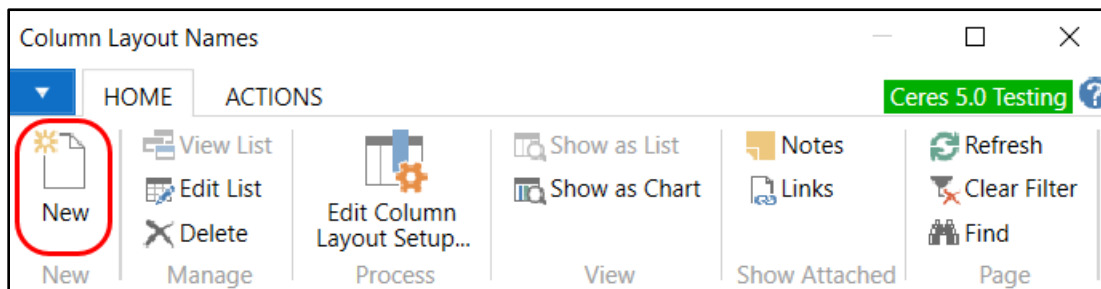 Column Layout Names
HOME ACTIONS Ceres 5.0 Testing ?
View List Show as List Notes Refresh
New Edit List Edit Column Show as Chart Links Clear Filter
Delete Layout Setup... Find
New Manage Process View Show Attached Page